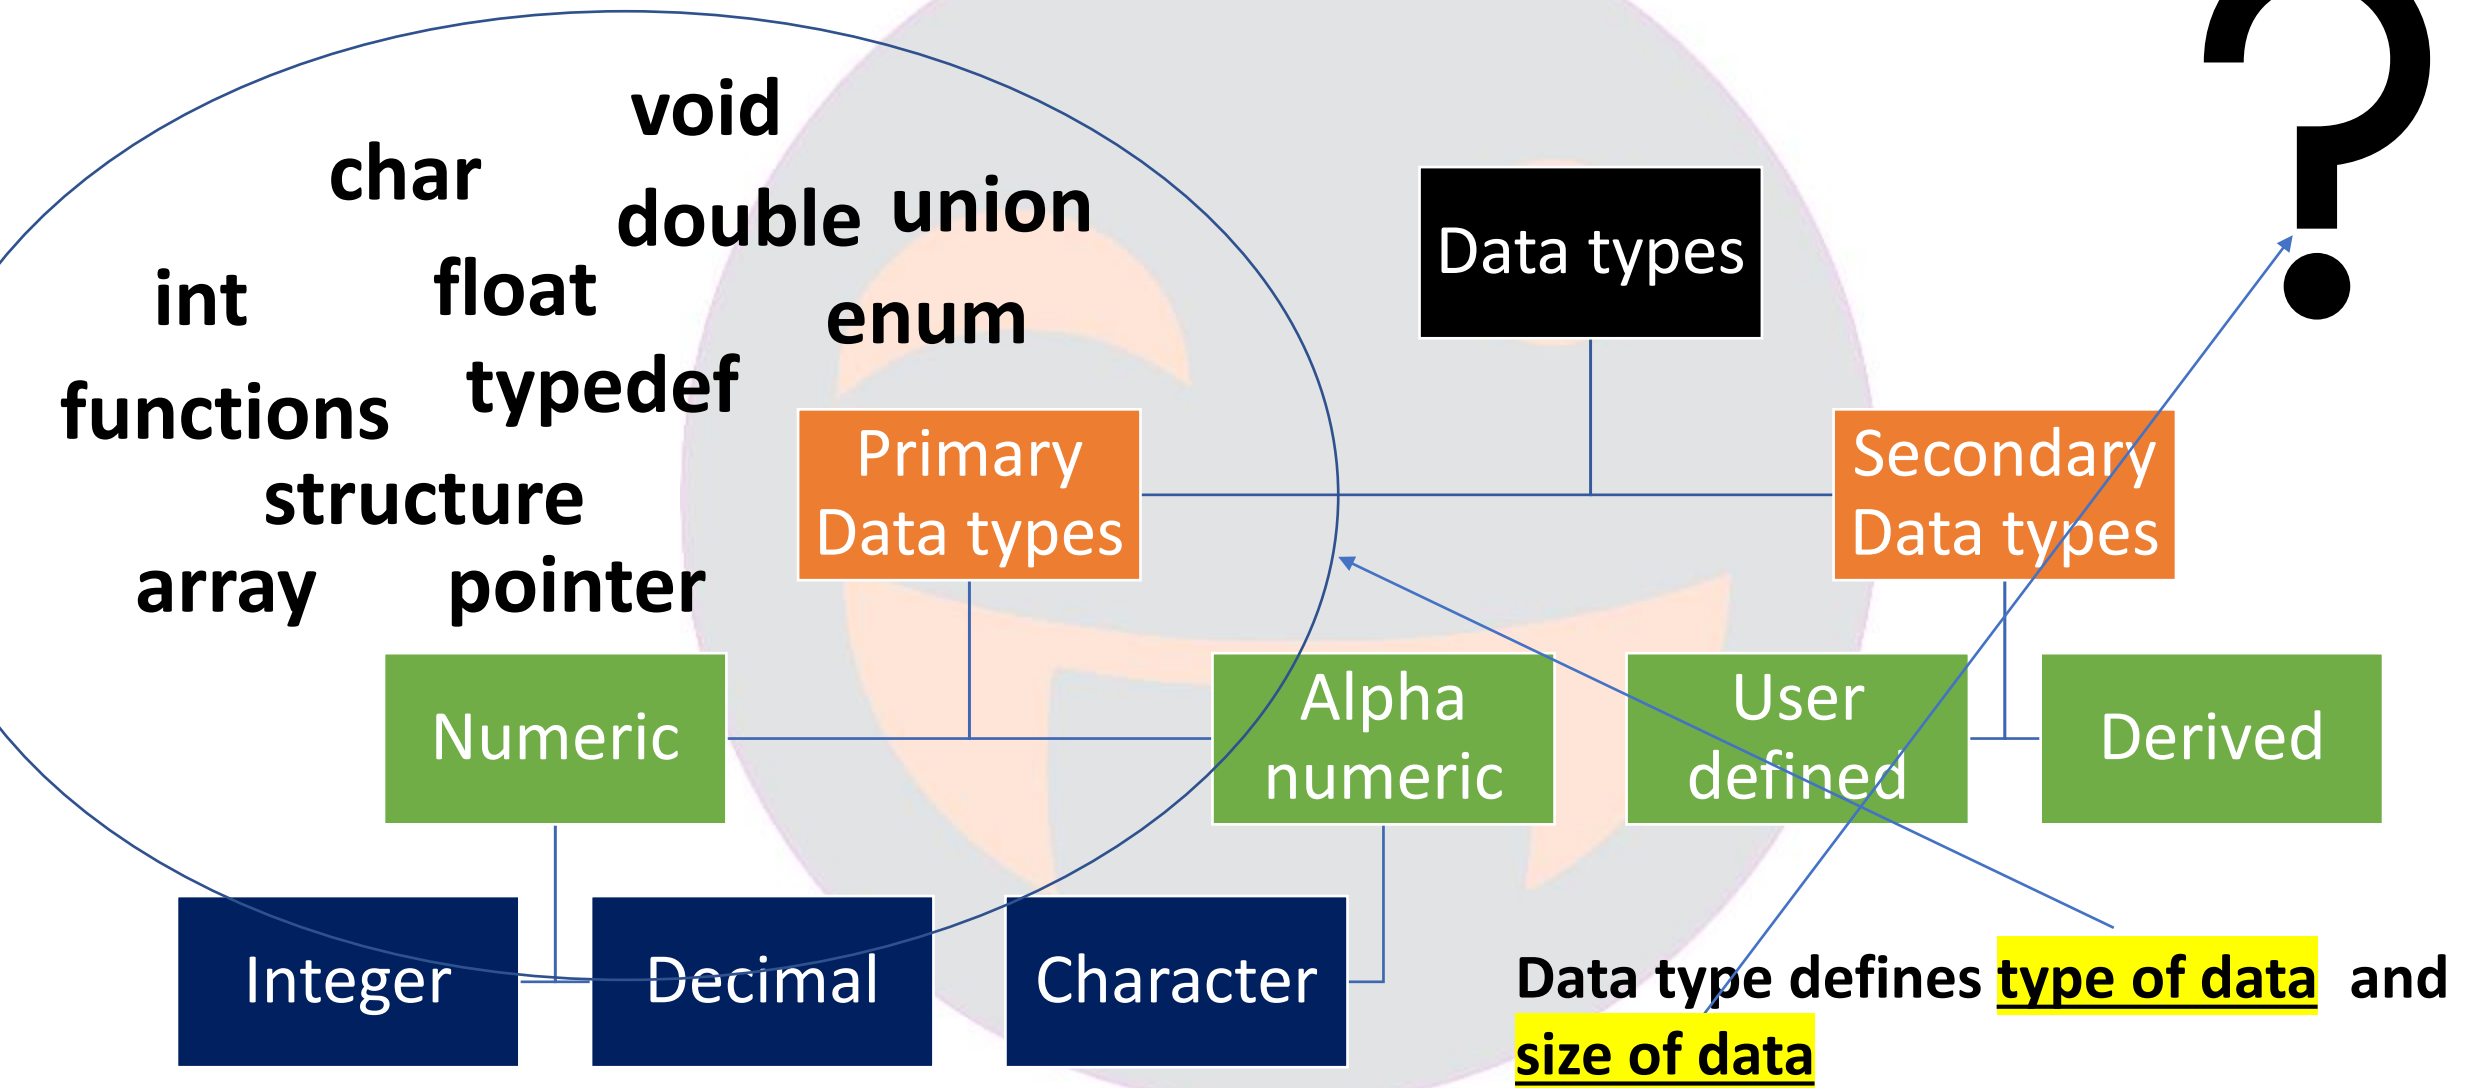 ?
void
char
double
union
int
float
enum
typedef
functions
structure
array
pointer
Data types
Primary
Data types
Secondary
Data types
Numeric
Alpha
numeric
User
defined
Derived
Integer
Decimal
Character
Data type defines type of data and
size of data